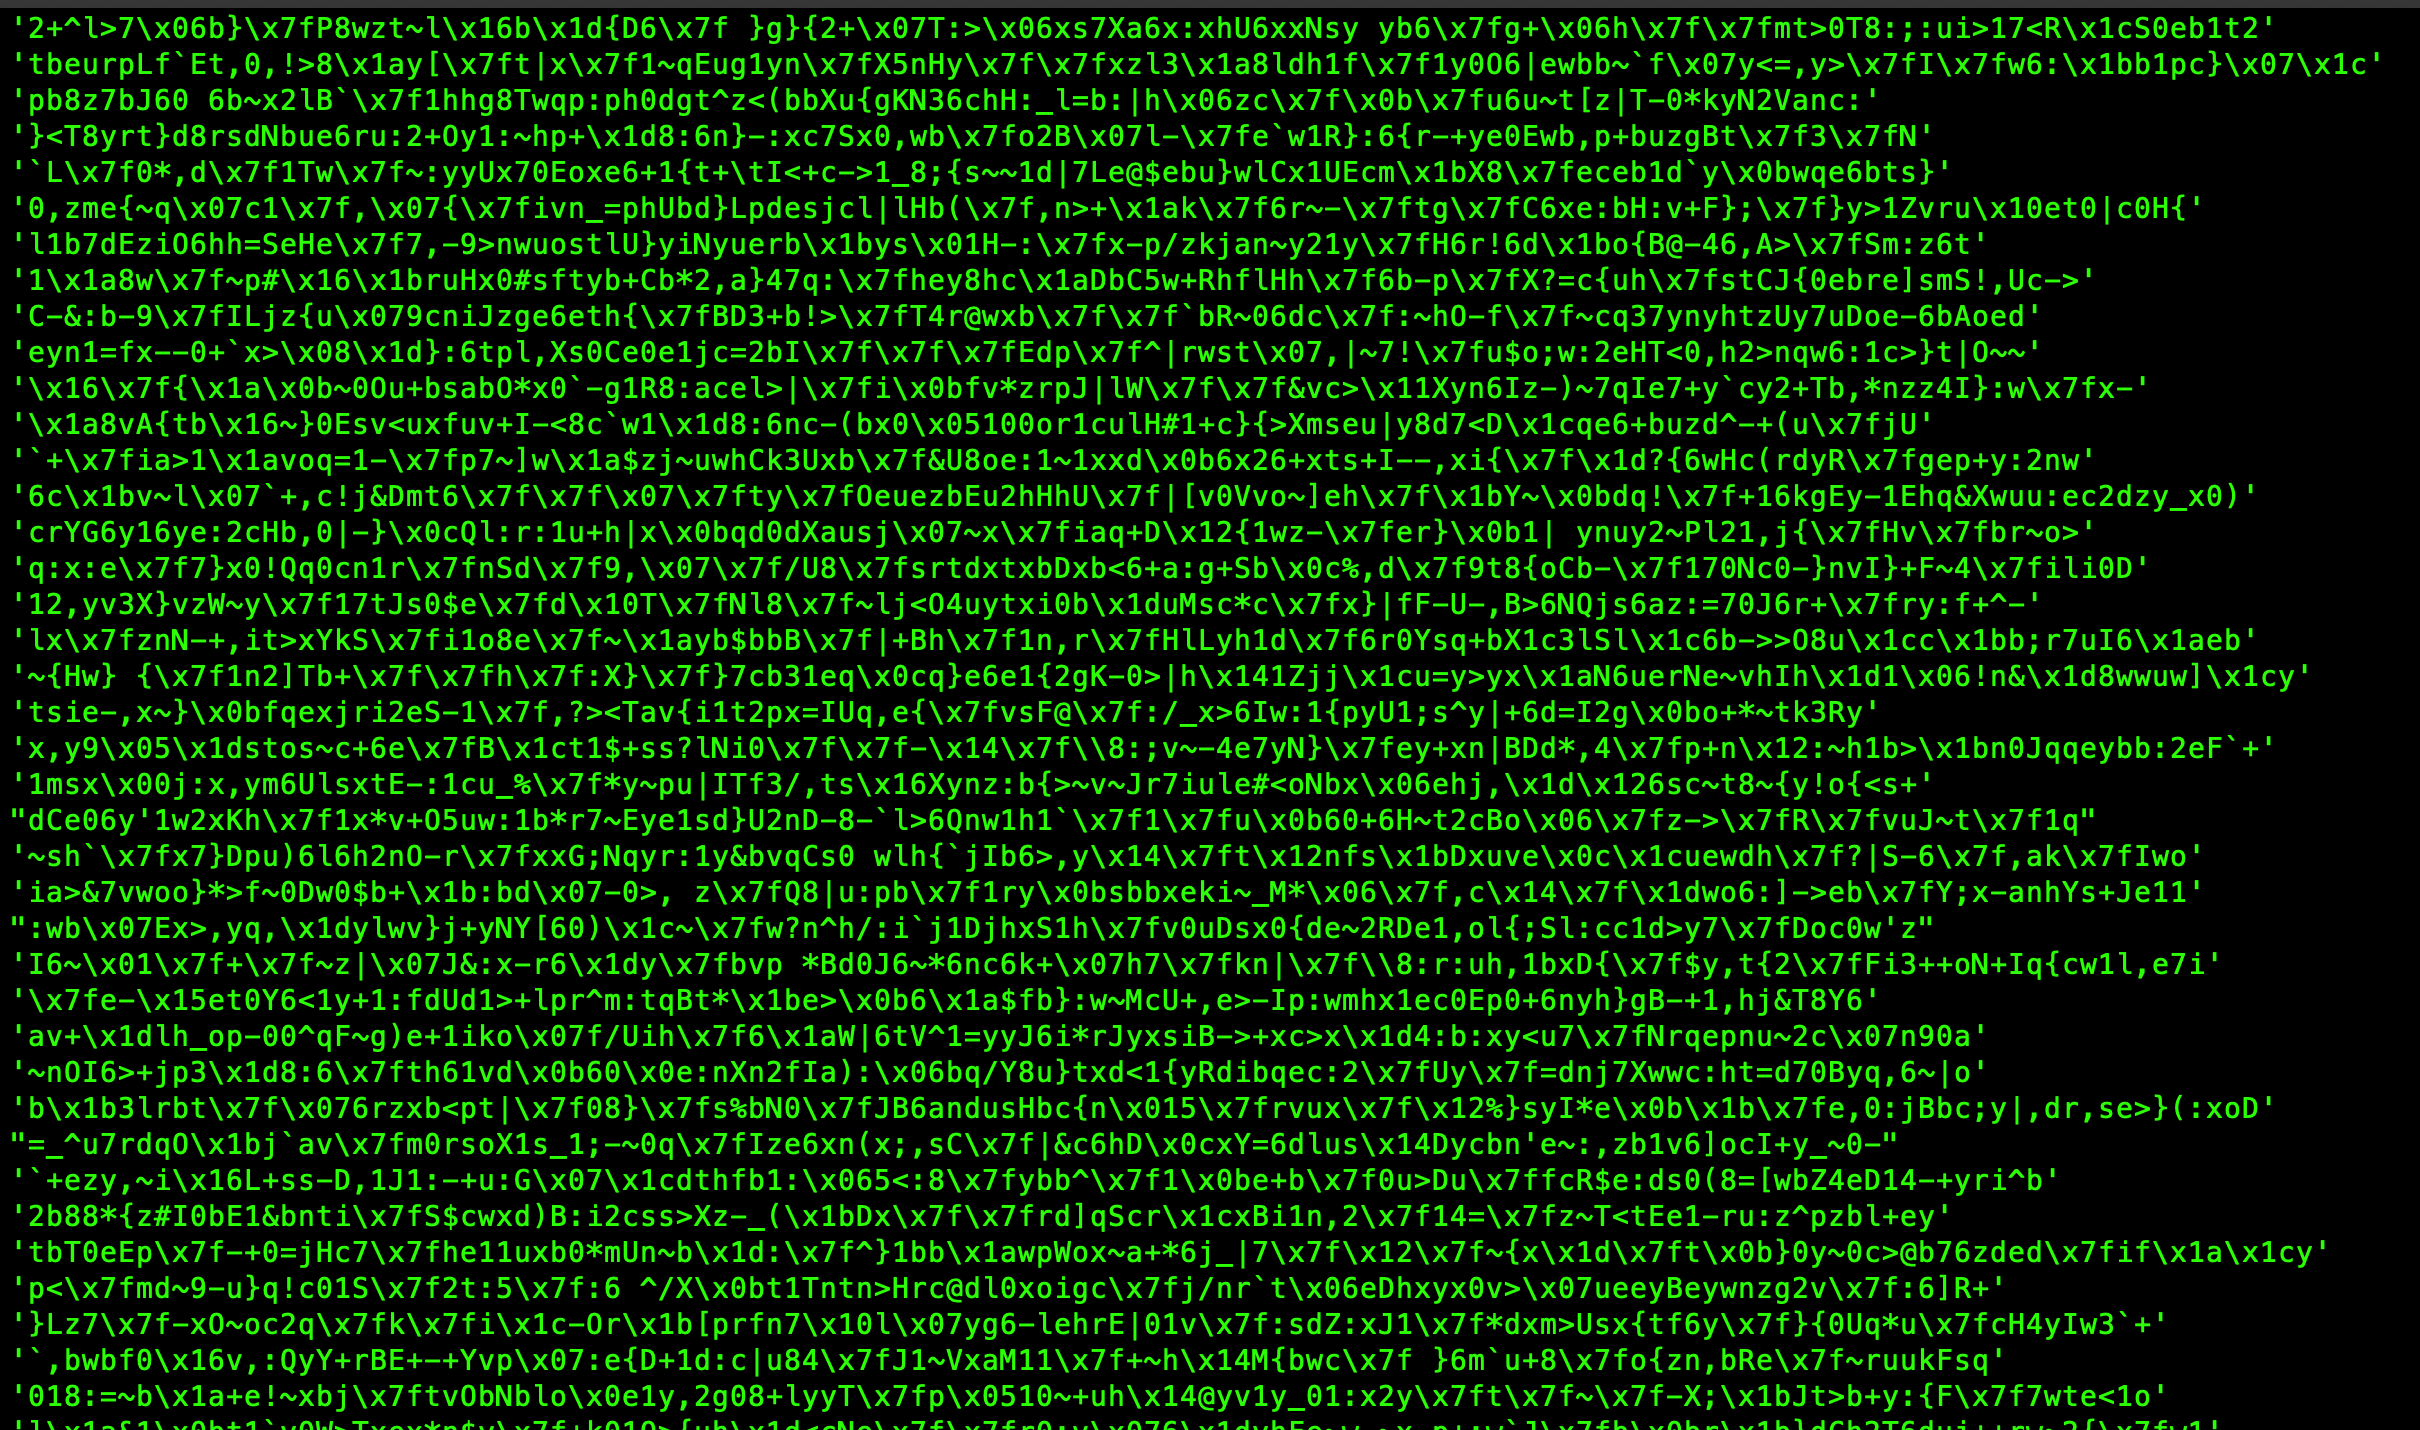 '2+^l>7\x06b}\x7fP8wzt~l\x16b\x1d{D6\x7f }g}{2+\x07T:>\x06xs7Xa6x:xhU6xxNsy yb6\x7fg+\x06h\x7f\x7fmt>0T8:;:ui>17<R\x1cS0eb1t2'
'tbeurpLf`Et,0,!>8\x1ay[\x7ft|x\x7f1~qEug1yn\x7fX5nHy\x7f\x7fxzl3\x1a8ldh1f\x7f1y0O6|ewbb~`f\x07y<=,y>\x7fI\x7fw6:\x1bb1pc}\x07\x1c'
'pb8z7bJ60 6b~x2lB`\x7f1hhg8Twqp:ph0dgt^z<(bbXu{gKN36chH:_l=b:|h\x06zc\x7f\x0b\x7fu6u~t[z|T-0*kyN2Vanc:'
'}<T8yrt}d8rsdNbue6ru:2+Oy1:~hp+\x1d8:6n}-:xc7Sx0,wb\x7fo2B\x07l-\x7fe`w1R}:6{r-+ye0Ewb,p+buzgBt\x7f3\x7fN'
'`L\x7f0*,d\x7f1Tw\x7f~:yyUx70Eoxe6+1{t+\tI<+c->1_8;{s~~1d|7Le@$ebu}wlCx1UEcm\x1bX8\x7feceb1d`y\x0bwqe6bts}'
'0,zme{~q\x07c1\x7f,\x07{\x7fivn_=phUbd}Lpdesjcl|lHb(\x7f,n>+\x1ak\x7f6r~-\x7ftg\x7fC6xe:bH:v+F};\x7f}y>1Zvru\x10et0|c0H{'
'l1b7dEziO6hh=SeHe\x7f7,-9>nwuostlU}yiNyuerb\x1bys\x01H-:\x7fx-p/zkjan~y21y\x7fH6r!6d\x1bo{B@-46,A>\x7fSm:z6t'
'1\x1a8w\x7f~p#\x16\x1bruHx0#sftyb+Cb*2,a}47q:\x7fhey8hc\x1aDbC5w+RhflHh\x7f6b-p\x7fX?=c{uh\x7fstCJ{0ebre]smS!,Uc->'
'C-&:b-9\x7fILjz{u\x079cniJzge6eth{\x7fBD3+b!>\x7fT4r@wxb\x7f\x7f`bR~06dc\x7f:~hO-f\x7f~cq37ynyhtzUy7uDoe-6bAoed'
'eyn1=fx--0+`x>\x08\x1d}:6tpl,Xs0Ce0e1jc=2bI\x7f\x7f\x7fEdp\x7f^|rwst\x07,|~7!\x7fu$o;w:2eHT<0,h2>nqw6:1c>}t|O~~'
'\x16\x7f{\x1a\x0b~0Ou+bsabO*x0`-g1R8:acel>|\x7fi\x0bfv*zrpJ|lW\x7f\x7f&vc>\x11Xyn6Iz-)~7qIe7+y`cy2+Tb,*nzz4I}:w\x7fx-'
'\x1a8vA{tb\x16~}0Esv<uxfuv+I-<8c`w1\x1d8:6nc-(bx0\x05100or1culH#1+c}{>Xmseu|y8d7<D\x1cqe6+buzd^-+(u\x7fjU'
'`+\x7fia>1\x1avoq=1-\x7fp7~]w\x1a$zj~uwhCk3Uxb\x7f&U8oe:1~1xxd\x0b6x26+xts+I--,xi{\x7f\x1d?{6wHc(rdyR\x7fgep+y:2nw'
'6c\x1bv~l\x07`+,c!j&Dmt6\x7f\x7f\x07\x7fty\x7fOeuezbEu2hHhU\x7f|[v0Vvo~]eh\x7f\x1bY~\x0bdq!\x7f+16kgEy-1Ehq&Xwuu:ec2dzy_x0)'
'crYG6y16ye:2cHb,0|-}\x0cQl:r:1u+h|x\x0bqd0dXausj\x07~x\x7fiaq+D\x12{1wz-\x7fer}\x0b1| ynuy2~Pl21,j{\x7fHv\x7fbr~o>'
'q:x:e\x7f7}x0!Qq0cn1r\x7fnSd\x7f9,\x07\x7f/U8\x7fsrtdxtxbDxb<6+a:g+Sb\x0c%,d\x7f9t8{oCb-\x7f170Nc0-}nvI}+F~4\x7fili0D'
'12,yv3X}vzW~y\x7f17tJs0$e\x7fd\x10T\x7fNl8\x7f~lj<O4uytxi0b\x1duMsc*c\x7fx}|fF-U-,B>6NQjs6az:=70J6r+\x7fry:f+^-'
'lx\x7fznN-+,it>xYkS\x7fi1o8e\x7f~\x1ayb$bbB\x7f|+Bh\x7f1n,r\x7fHlLyh1d\x7f6r0Ysq+bX1c3lSl\x1c6b->>O8u\x1cc\x1bb;r7uI6\x1aeb'
'~{Hw} {\x7f1n2]Tb+\x7f\x7fh\x7f:X}\x7f}7cb31eq\x0cq}e6e1{2gK-0>|h\x141Zjj\x1cu=y>yx\x1aN6uerNe~vhIh\x1d1\x06!n&\x1d8wwuw]\x1cy'
'tsie-,x~}\x0bfqexjri2eS-1\x7f,?><Tav{i1t2px=IUq,e{\x7fvsF@\x7f:/_x>6Iw:1{pyU1;s^y|+6d=I2g\x0bo+*~tk3Ry'
'x,y9\x05\x1dstos~c+6e\x7fB\x1ct1$+ss?lNi0\x7f\x7f-\x14\x7f\\8:;v~-4e7yN}\x7fey+xn|BDd*,4\x7fp+n\x12:~h1b>\x1bn0Jqqeybb:2eF`+'
'1msx\x00j:x,ym6UlsxtE-:1cu_%\x7f*y~pu|ITf3/,ts\x16Xynz:b{>~v~Jr7iule#<oNbx\x06ehj,\x1d\x126sc~t8~{y!o{<s+'
"dCe06y'1w2xKh\x7f1x*v+O5uw:1b*r7~Eye1sd}U2nD-8-`l>6Qnw1h1`\x7f1\x7fu\x0b60+6H~t2cBo\x06\x7fz->\x7fR\x7fvuJ~t\x7f1q"
'~sh`\x7fx7}Dpu)6l6h2nO-r\x7fxxG;Nqyr:1y&bvqCs0 wlh{`jIb6>,y\x14\x7ft\x12nfs\x1bDxuve\x0c\x1cuewdh\x7f?|S-6\x7f,ak\x7fIwo'
'ia>&7vwoo}*>f~0Dw0$b+\x1b:bd\x07-0>, z\x7fQ8|u:pb\x7f1ry\x0bsbbxeki~_M*\x06\x7f,c\x14\x7f\x1dwo6:]->eb\x7fY;x-anhYs+Je11'
":wb\x07Ex>,yq,\x1dylwv}j+yNY[60)\x1c~\x7fw?n^h/:i`j1DjhxS1h\x7fv0uDsx0{de~2RDe1,ol{;Sl:cc1d>y7\x7fDoc0w'z"
'I6~\x01\x7f+\x7f~z|\x07J&:x-r6\x1dy\x7fbvp *Bd0J6~*6nc6k+\x07h7\x7fkn|\x7f\\8:r:uh,1bxD{\x7f$y,t{2\x7fFi3++oN+Iq{cw1l,e7i'
'\x7fe-\x15et0Y6<1y+1:fdUd1>+lpr^m:tqBt*\x1be>\x0b6\x1a$fb}:w~McU+,e>-Ip:wmhx1ec0Ep0+6nyh}gB-+1,hj&T8Y6'
'av+\x1dlh_op-00^qF~g)e+1iko\x07f/Uih\x7f6\x1aW|6tV^1=yyJ6i*rJyxsiB->+xc>x\x1d4:b:xy<u7\x7fNrqepnu~2c\x07n90a'
'~nOI6>+jp3\x1d8:6\x7fth61vd\x0b60\x0e:nXn2fIa):\x06bq/Y8u}txd<1{yRdibqec:2\x7fUy\x7f=dnj7Xwwc:ht=d70Byq,6~|o'
'b\x1b3lrbt\x7f\x076rzxb<pt|\x7f08}\x7fs%bN0\x7fJB6andusHbc{n\x015\x7frvux\x7f\x12%}syI*e\x0b\x1b\x7fe,0:jBbc;y|,dr,se>}(:xoD'
"=_^u7rdqO\x1bj`av\x7fm0rsoX1s_1;-~0q\x7fIze6xn(x;,sC\x7f|&c6hD\x0cxY=6dlus\x14Dycbn'e~:,zb1v6]ocI+y_~0-"
'`+ezy,~i\x16L+ss-D,1J1:-+u:G\x07\x1cdthfb1:\x065<:8\x7fybb^\x7f1\x0be+b\x7f0u>Du\x7ffcR$e:ds0(8=[wbZ4eD14-+yri^b'
'2b88*{z#I0bE1&bnti\x7fS$cwxd)B:i2css>Xz-_(\x1bDx\x7f\x7frd]qScr\x1cxBi1n,2\x7f14=\x7fz~T<tEe1-ru:z^pzbl+ey'
'tbT0eEp\x7f-+0=jHc7\x7fhe11uxb0*mUn~b\x1d:\x7f^}1bb\x1awpWox~a+*6j_|7\x7f\x12\x7f~{x\x1d\x7ft\x0b}0y~0c>@b76zded\x7fif\x1a\x1cy'
'p<\x7fmd~9-u}q!c01S\x7f2t:5\x7f:6 ^/X\x0bt1Tntn>Hrc@dl0xoigc\x7fj/nr`t\x06eDhxyx0v>\x07ueeyBeywnzg2v\x7f:6]R+'
'}Lz7\x7f-xO~oc2q\x7fk\x7fi\x1c-Or\x1b[prfn7\x10l\x07yg6-lehrE|01v\x7f:sdZ:xJ1\x7f*dxm>Usx{tf6y\x7f}{0Uq*u\x7fcH4yIw3`+'
'`,bwbf0\x16v,:QyY+rBE+-+Yvp\x07:e{D+1d:c|u84\x7fJ1~VxaM11\x7f+~h\x14M{bwc\x7f }6m`u+8\x7fo{zn,bRe\x7f~ruukFsq'
'018:=~b\x1a+e!~xbj\x7ftvObNblo\x0e1y,2g08+lyyT\x7fp\x0510~+uh\x14@yv1y_01:x2y\x7ft\x7f~\x7f-X;\x1bJt>b+y:{F\x7f7wte<1o'